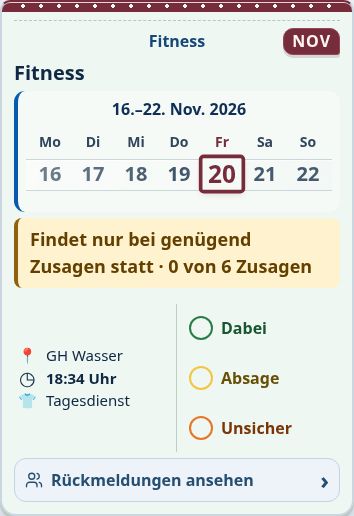 Fitness
NOV
Fitness
16.–22. Nov. 2026
Mo Di Mi Do Fr Sa So
16 17 18 19 20 21 22
Findet nur bei genügend
Zusagen statt · 0 von 6 Zusagen
Dabei
GH Wasser
18:34 Uhr
Tagesdienst
Absage
Unsicher
Rückmeldungen ansehen ›